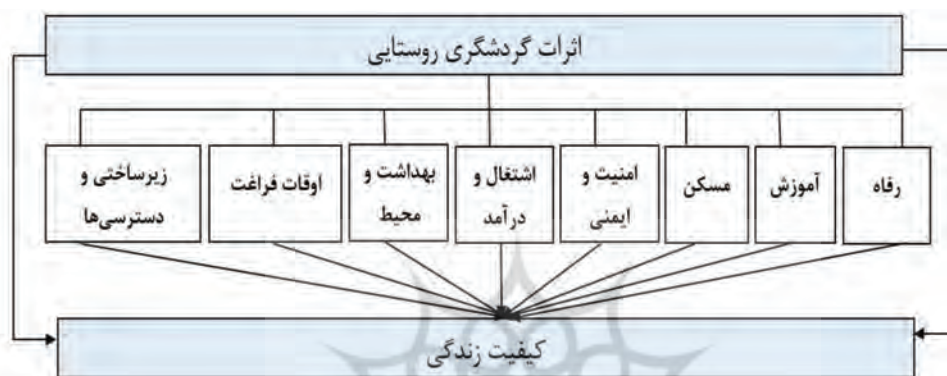 اثرات گردشگری روستایی
رفاه
آموزش
مسکن
امنیت و
ایمنی
اشتغال و
درآمد
بهداشت و
محیط
اوقات فراغت
زیرساختی و
دسترسی‌ها
کیفیت زندگی